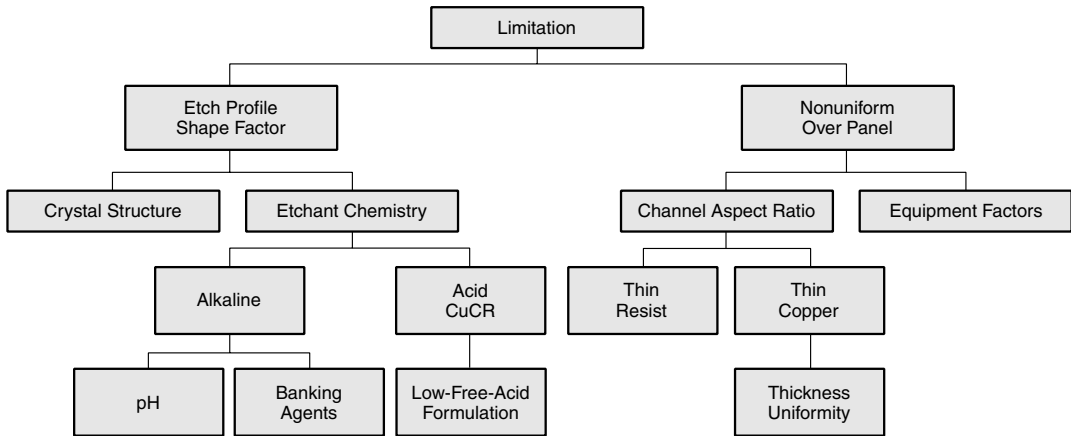 Limitation
Etch Profile
Shape Factor
Nonuniform
Over Panel
Crystal Structure
Etchant Chemistry
Channel Aspect Ratio
Equipment Factors
Alkaline
Acid
CuCR
Thin
Resist
Thin
Copper
pH
Banking
Agents
Low-Free-Acid
Formulation
Thickness
Uniformity